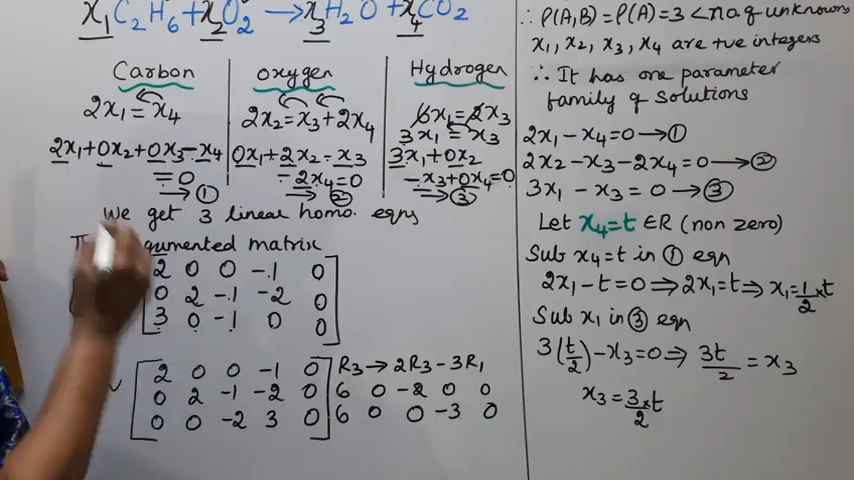 x₁C₂H₆+x₂O₂ → x₃H₂O + x₄CO₂
Carbon
2x₁ = x₄
2x₁+0x₂+0x₃-x₄
=0
→①
oxygen
2x₂ = x₃+2x₄
0x₁+2x₂-x₃
-2x₄=0
→②
Hydrogen
6x₁=2x₃
3x₁ = x₃
3x₁+0x₂
-x₃+0x₄=0
→③
We get 3 linear homo. eqns
augumented matrix
2 0 0 -1 0
0 2 -1 -2 0
3 0 -1 0 0
~ 2 0 0 -1 0 R₃→2R₃-3R₁
0 2 -1 -2 0 6 0 -2 0 0
0 0 -2 3 0 6 0 0 -3 0
∴ ρ(A,B)=ρ(A)=3 < no.of unknowns
x₁, x₂, x₃, x₄ are +ve integers
∴ It has one parameter
family of Solutions
2x₁-x₄=0 →①
2x₂-x₃-2x₄=0 →②
3x₁-x₃=0 →③
Let x₄=t ∈R (non zero)
Sub x₄=t in ① eqn
2x₁-t=0 ⇒ 2x₁=t ⇒ x₁=1/2×t
Sub x₁ in ③ eqn
3(t/2)-x₃=0 ⇒ 3t/2 = x₃
x₃ = 3/2×t